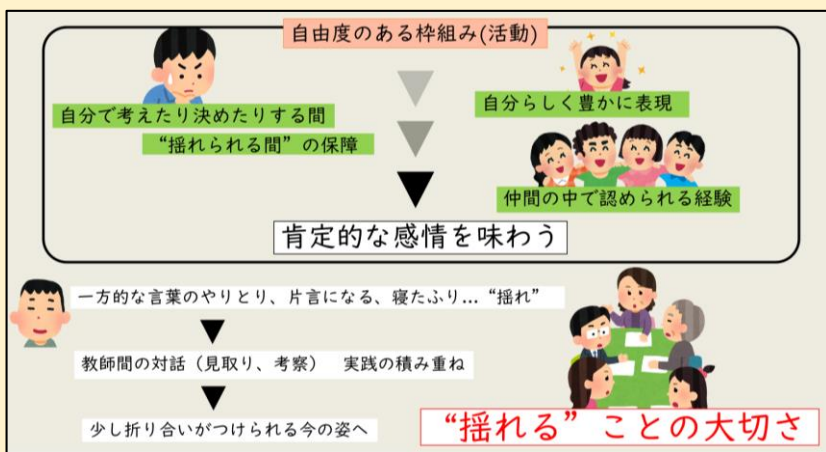 自由度のある枠組み(活動)
自分で考えたり決めたりする間
“揺れられる間”の保障
自分らしく豊かに表現
仲間の中で認められる経験
肯定的な感情を味わう
一方的な言葉のやりとり、片言になる、寝たふり…“揺れ”
教師間の対話（見取り、考察）　実践の積み重ね
少し折り合いがつけられる今の姿へ
“揺れる”ことの大切さ